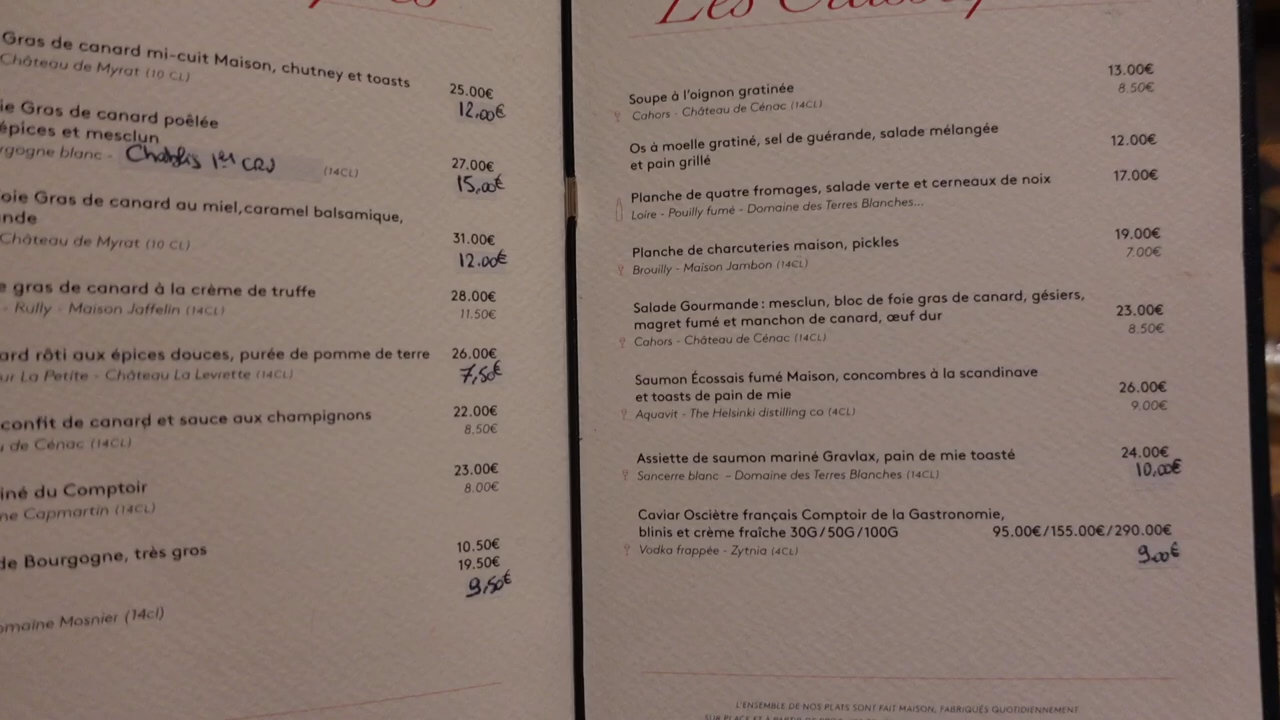 Gras de canard mi-cuit Maison, chutney et toasts 25.00€
Château de Myrat (10 CL) 12,00€
ie Gras de canard poêlée
épices et mesclun 27.00€
rgogne blanc - Chablis 1er CRU (14CL) 15,00€
oie Gras de canard au miel,caramel balsamique,
nde 31.00€
Château de Myrat (10 CL) 12.00€
e gras de canard à la crème de truffe 28.00€
- Rully - Maison Jaffelin (14CL) 11.50€
ard rôti aux épices douces, purée de pomme de terre 26.00€
ur La Petite - Château La Levrette (14CL) 7,50€
confit de canard et sauce aux champignons 22.00€
u de Cénac (14CL) 8.50€
iné du Comptoir 23.00€
ne Capmartin (14CL) 8.00€
de Bourgogne, très gros 10.50€
19.50€
omaine Mosnier (14cl) 9,50€
Les
Soupe à l'oignon gratinée 13.00€
Cahors - Château de Cénac (14CL) 8.50€
Os à moelle gratiné, sel de guérande, salade mélangée
et pain grillé 12.00€
Planche de quatre fromages, salade verte et cerneaux de noix 17.00€
Loire - Pouilly fumé - Domaine des Terres Blanches...
Planche de charcuteries maison, pickles 19.00€
Brouilly - Maison Jambon (14CL) 7.00€
Salade Gourmande : mesclun, bloc de foie gras de canard, gésiers,
magret fumé et manchon de canard, œuf dur 23.00€
Cahors - Château de Cénac (14CL) 8.50€
Saumon Écossais fumé Maison, concombres à la scandinave
et toasts de pain de mie 26.00€
Aquavit - The Helsinki distilling co (4CL) 9.00€
Assiette de saumon mariné Gravlax, pain de mie toasté 24.00€
Sancerre blanc - Domaine des Terres Blanches (14CL) 10,00€
Caviar Osciètre français Comptoir de la Gastronomie,
blinis et crème fraîche 30G/50G/100G 95.00€/155.00€/290.00€
Vodka frappée - Zytnia (4CL) 9,00€
L'ENSEMBLE DE NOS PLATS SONT FAIT MAISON, FABRIQUÉS QUOTIDIENNEMENT